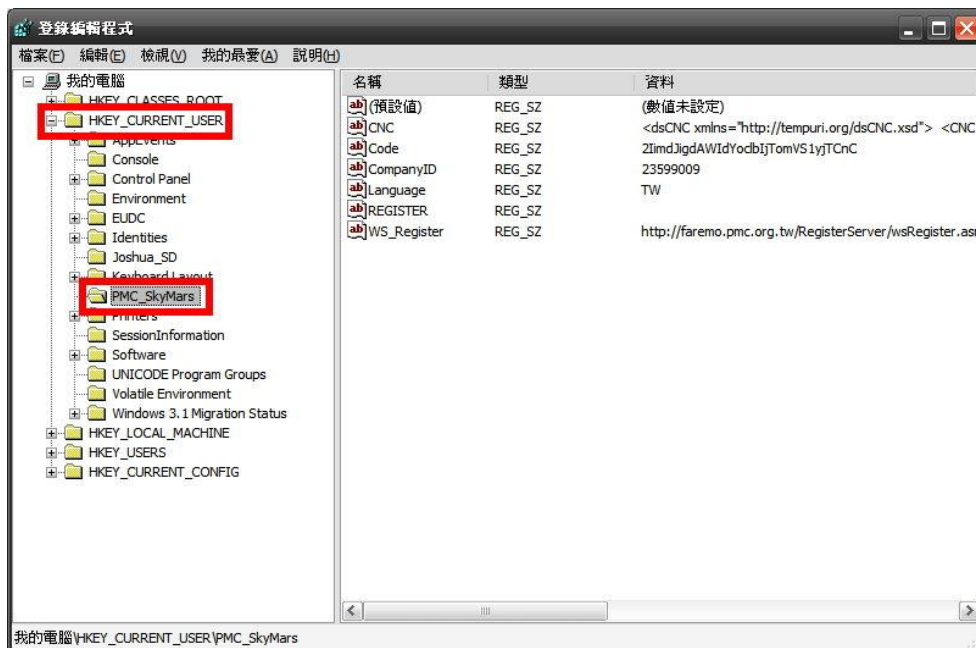 登錄編輯程式
檔案(F) 編輯(E) 檢視(V) 我的最愛(A) 說明(H)
我的電腦
HKEY_CLASSES_ROOT
HKEY_CURRENT_USER
AppEvents
Console
Control Panel
Environment
EUDC
Identities
Joshua_SD
Keyboard Layout
PMC_SkyMars
Printers
SessionInformation
Software
UNICODE Program Groups
Volatile Environment
Windows 3.1 Migration Status
HKEY_LOCAL_MACHINE
HKEY_USERS
HKEY_CURRENT_CONFIG
名稱 類型 資料
(預設值) REG_SZ (數值未設定)
CNC REG_SZ <dsCNC xmlns="http://tempuri.org/dsCNC.xsd"> <CNC
Code REG_SZ
CompanyID REG_SZ 23599009
Language REG_SZ TW
REGISTER REG_SZ
WS_Register REG_SZ http://faremo.pmc.org.tw/RegisterServer/wsRegister.as
我的電腦\HKEY_CURRENT_USER\PMC_SkyMars